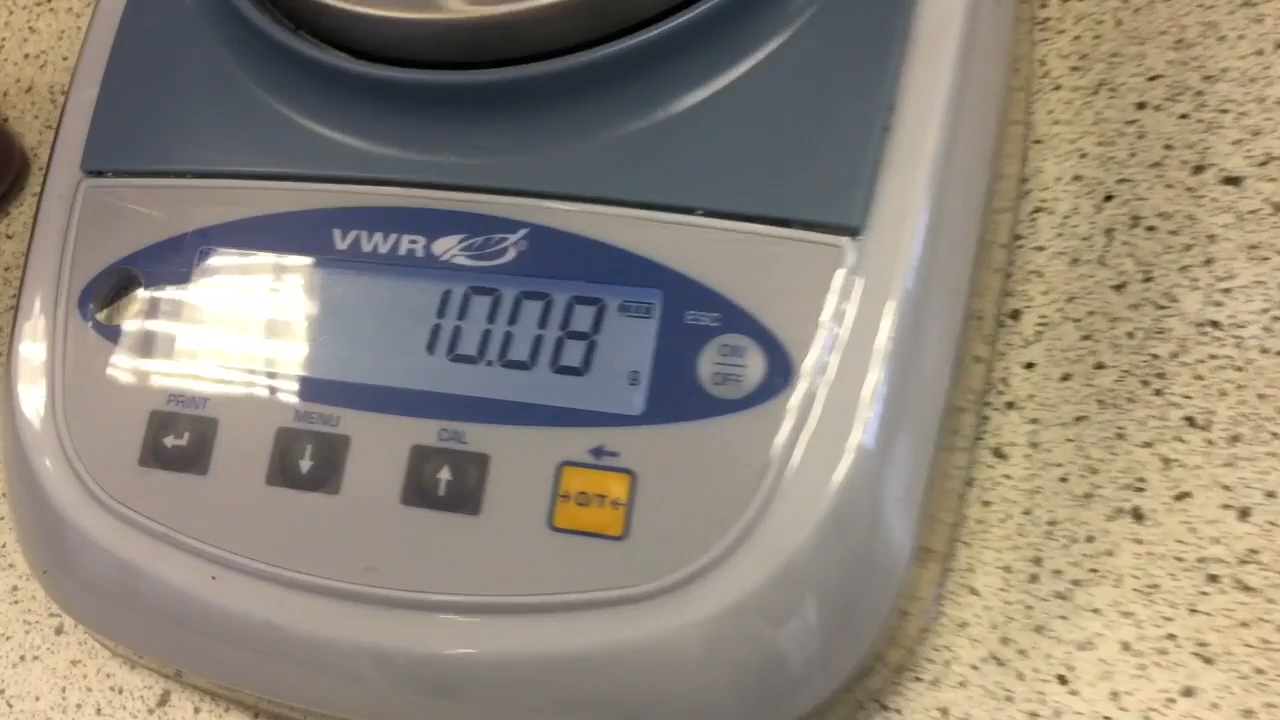 VWR
10.08
g
ESC
ON
OFF
PRINT
MENU
CAL
→O/T←